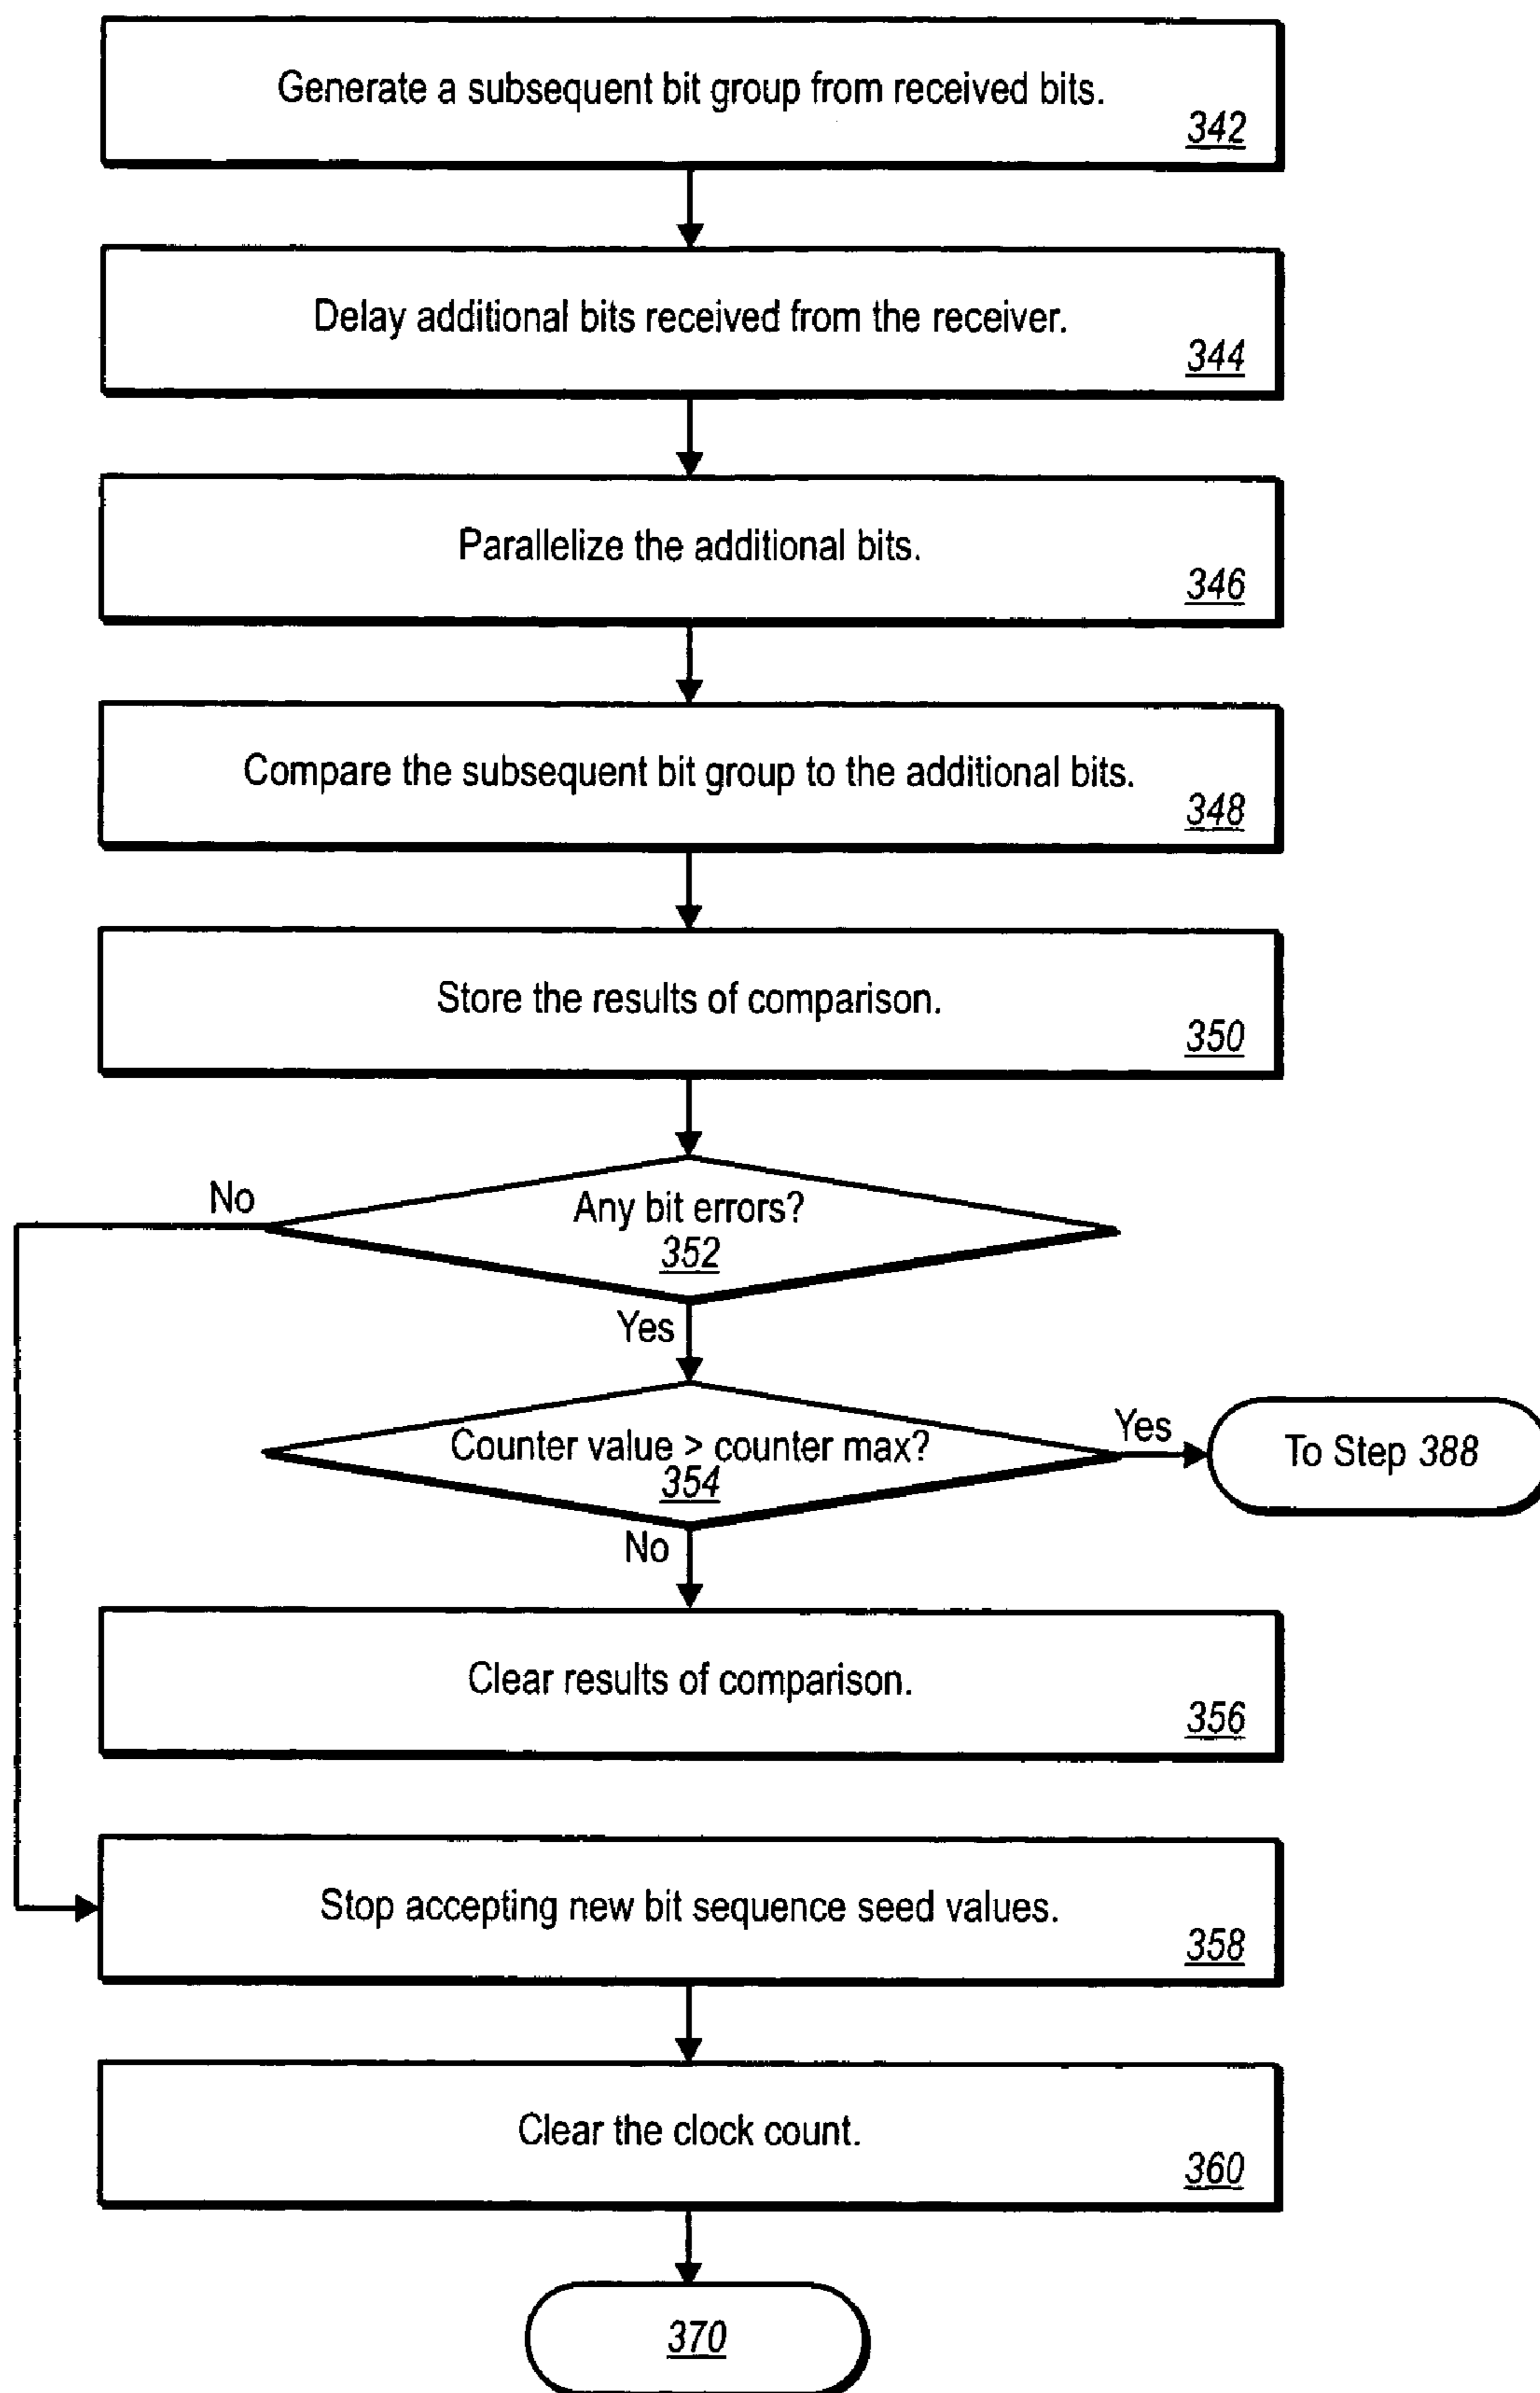 Generate a subsequent bit group from received bits.
342
Delay additional bits received from the receiver.
344
Parallelize the additional bits.
346
Compare the subsequent bit group to the additional bits.
348
Store the results of comparison.
350
No
Any bit errors?
352
Yes
Counter value > counter max?
354
Yes
To Step 388
No
Clear results of comparison.
356
Stop accepting new bit sequence seed values.
358
Clear the clock count.
360
370